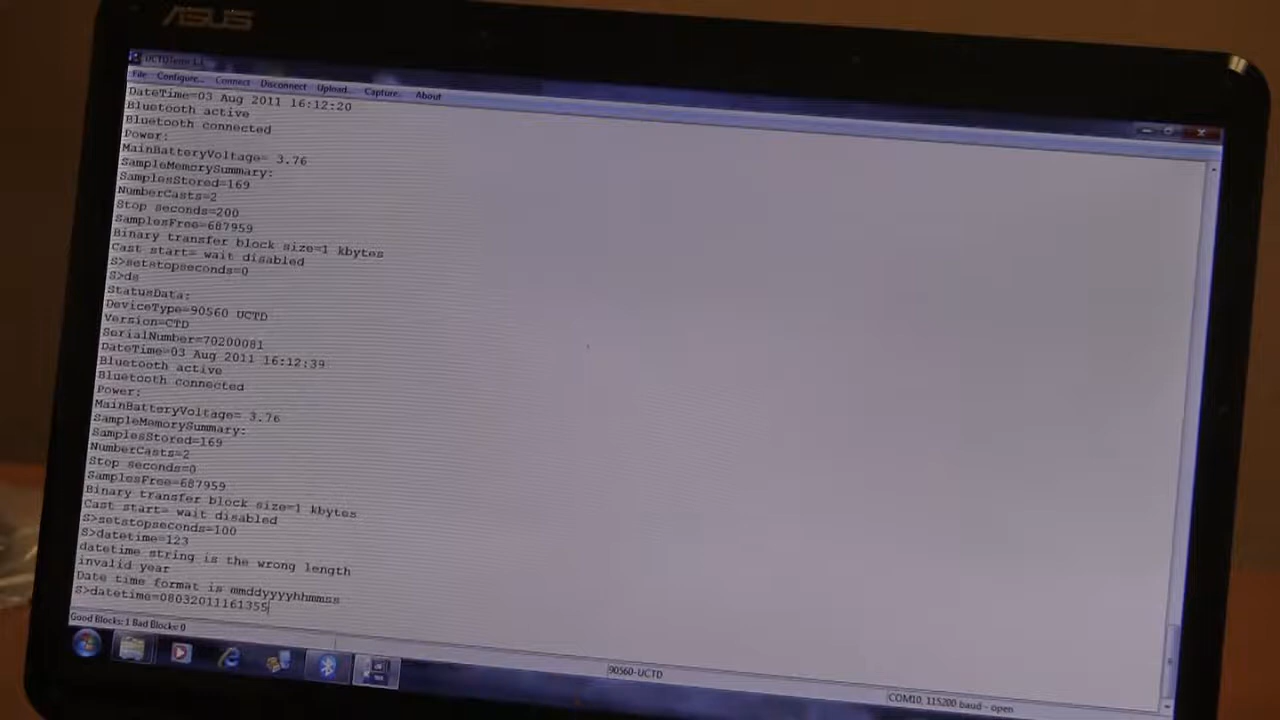 ASUS
UCTDTerm 1.1
File Configure... Connect Disconnect Upload... Capture.. About
DateTime=03 Aug 2011 16:12:20
Bluetooth active
Bluetooth connected
Power:
MainBatteryVoltage= 3.76
SampleMemorySummary:
SamplesStored=169
NumberCasts=2
Stop seconds=200
SamplesFree=687959
Binary transfer block size=1 kbytes
Cast start= wait disabled
S>setstopseconds=0
S>ds
StatusData:
DeviceType=90560 UCTD
Version=CTD
SerialNumber=70200081
DateTime=03 Aug 2011 16:12:39
Bluetooth active
Bluetooth connected
Power:
MainBatteryVoltage= 3.76
SampleMemorySummary:
SamplesStored=169
NumberCasts=2
Stop seconds=0
SamplesFree=687959
Binary transfer block size=1 kbytes
Cast start= wait disabled
S>setstopseconds=100
S>datetime=123
datetime string is the wrong length
invalid year
Date time format is mmddyyyyhhmmss
S>datetime=08032011161355
Good Blocks: 1 Bad Blocks: 0
90560-UCTD
COM10, 115200 baud - open